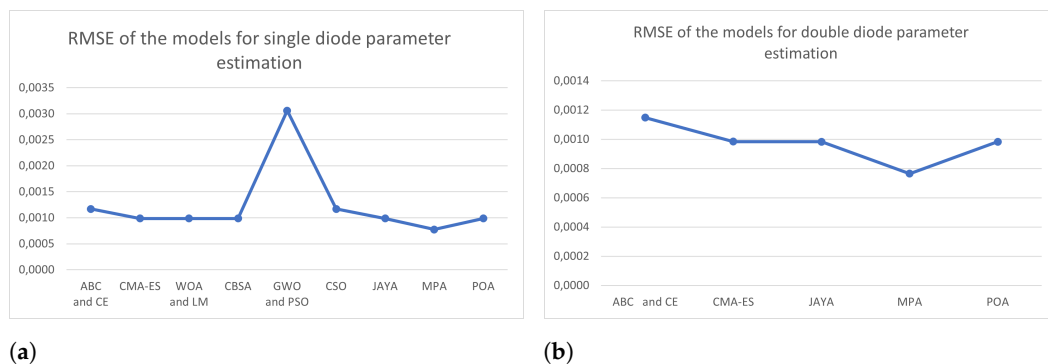 RMSE of the models for single diode parameter
estimation
0,0035
0,0030
0,0025
0,0020
0,0015
0,0010
0,0005
0,0000
ABC and CE
CMA-ES
WOA and LM
CBSA
GWO and PSO
CSO
JAYA
MPA
POA
(a)
RMSE of the models for double diode parameter
estimation
0,0014
0,0012
0,0010
0,0008
0,0006
0,0004
0,0002
0,0000
ABC and CE
CMA-ES
JAYA
MPA
POA
(b)